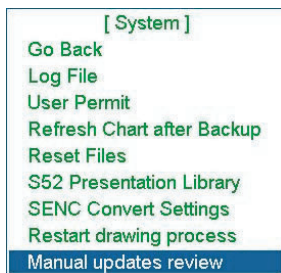 [ System ]
Go Back
Log File
User Permit
Refresh Chart after Backup
Reset Files
S52 Presentation Library
SENC Convert Settings
Restart drawing process
Manual updates review